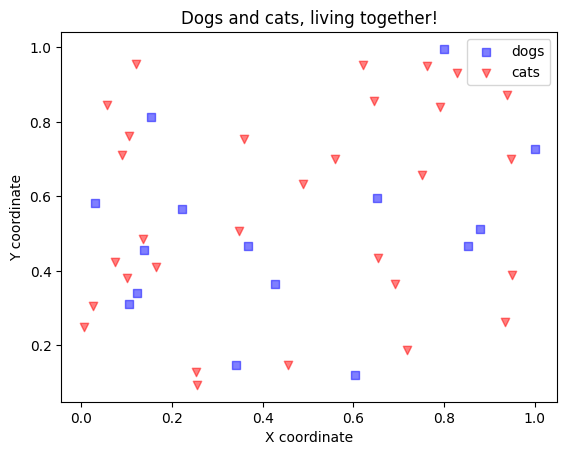 Dogs and cats, living together!
dogs
cats
1.0
0.8
0.6
0.4
0.2
Y coordinate
0.0 0.2 0.4 0.6 0.8 1.0
X coordinate